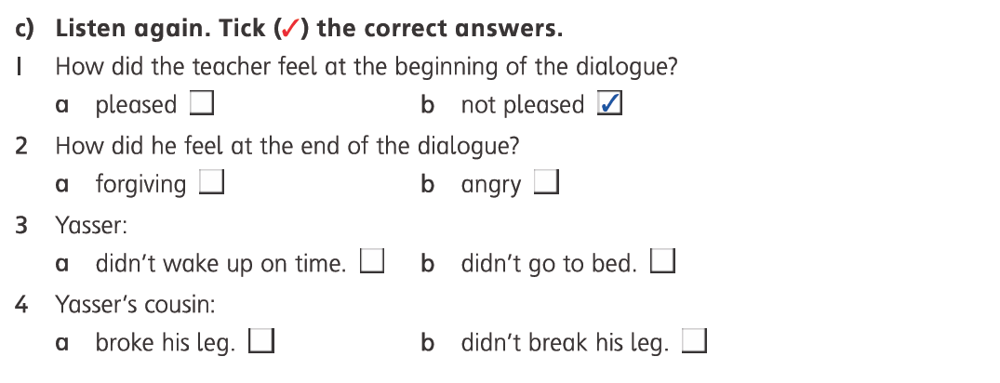 c) Listen again. Tick (✓) the correct answers.
1 How did the teacher feel at the beginning of the dialogue?
a pleased ☐ b not pleased ☑
2 How did he feel at the end of the dialogue?
a forgiving ☐ b angry ☐
3 Yasser:
a didn't wake up on time. ☐ b didn't go to bed. ☐
4 Yasser's cousin:
a broke his leg. ☐ b didn't break his leg. ☐